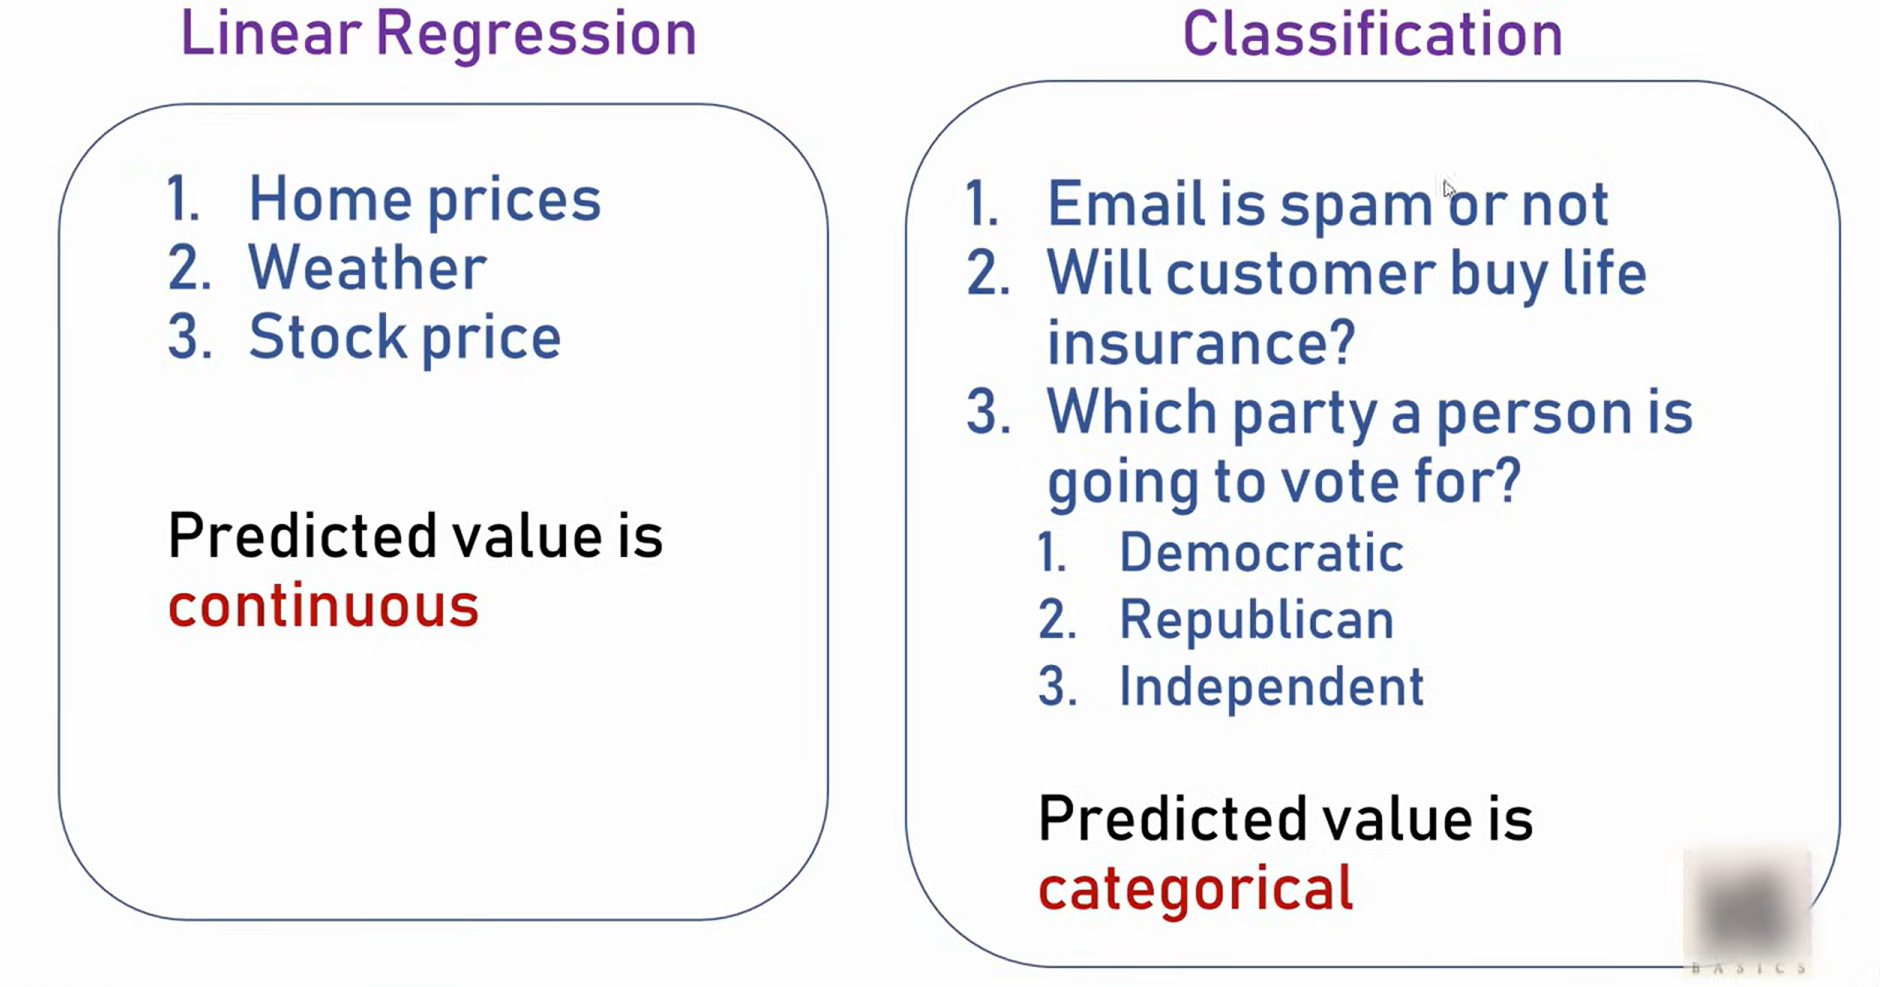 Linear Regression
1. Home prices
2. Weather
3. Stock price
Predicted value is
continuous
Classification
1. Email is spam or not
2. Will customer buy life
insurance?
3. Which party a person is
going to vote for?
1. Democratic
2. Republican
3. Independent
Predicted value is
categorical
BASICS